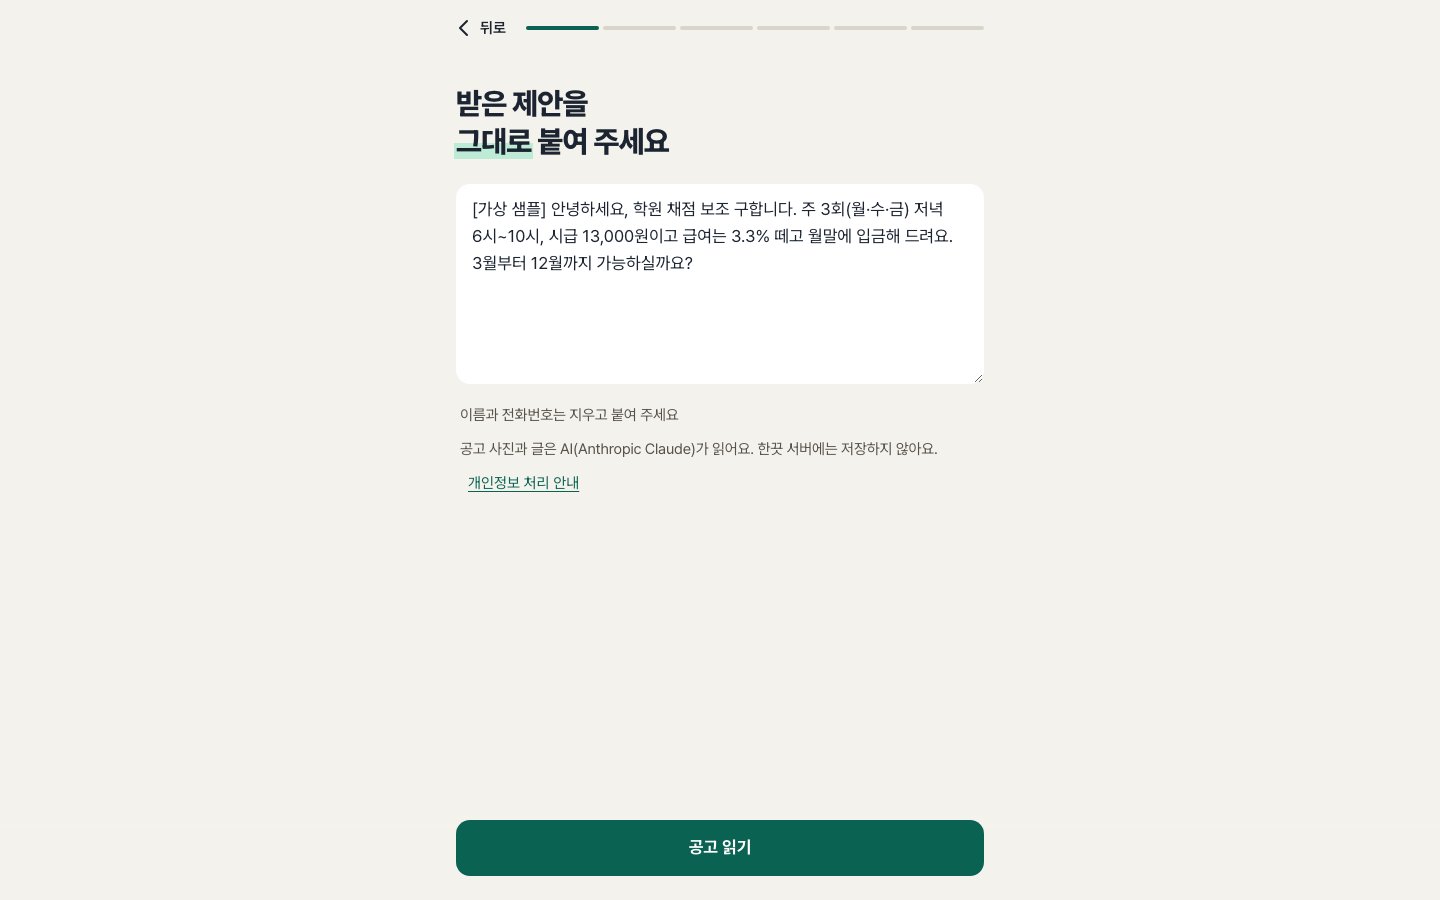 뒤로
받은 제안을
그대로 붙여 주세요
[가상 샘플] 안녕하세요, 학원 채점 보조 구합니다. 주 3회(월·수·금) 저녁
6시~10시, 시급 13,000원이고 급여는 3.3% 떼고 월말에 입금해 드려요.
3월부터 12월까지 가능하실까요?
이름과 전화번호는 지우고 붙여 주세요
공고 사진과 글은 AI(Anthropic Claude)가 읽어요. 한끗 서버에는 저장하지 않아요.
개인정보 처리 안내
공고 읽기